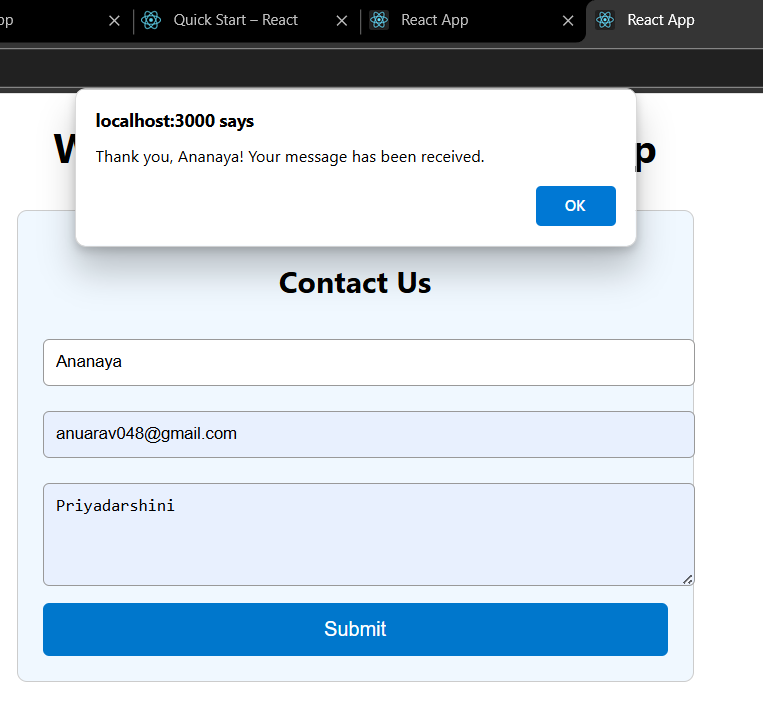 pp
Quick Start – React
React App
React App
localhost:3000 says
Thank you, Ananaya! Your message has been received.
OK
Contact Us
Ananaya
anuarav048@gmail.com
Priyadarshini
Submit